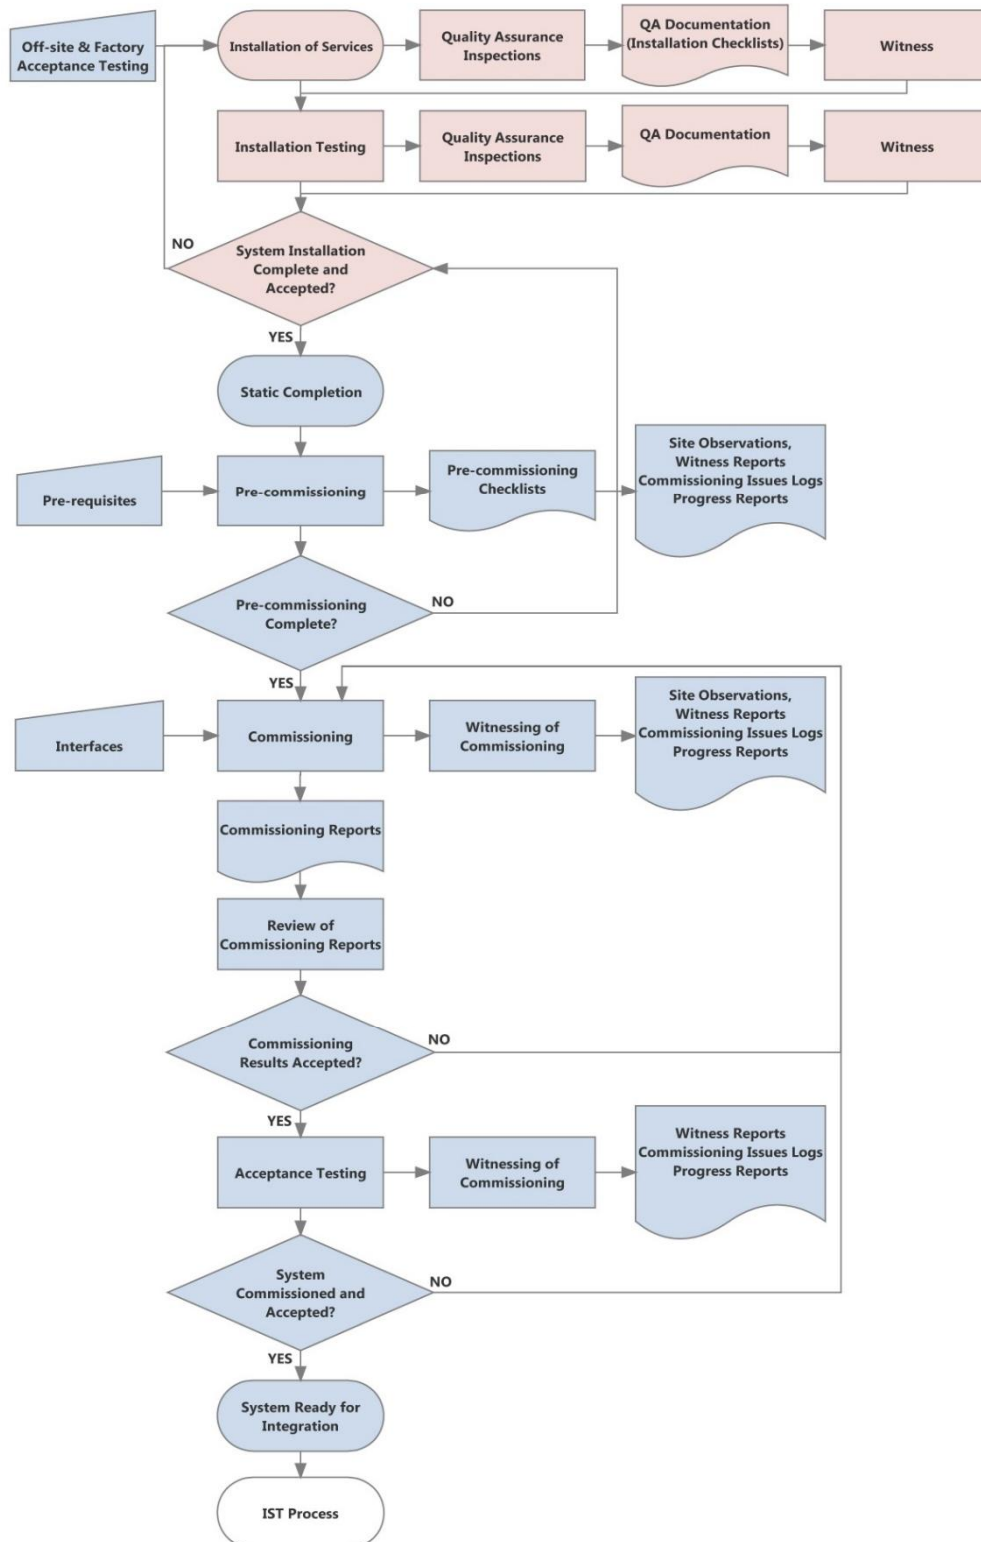 Off-site & Factory
Acceptance Testing
Installation of Services
Quality Assurance
Inspections
QA Documentation
(Installation Checklists)
Witness
Installation Testing
Quality Assurance
Inspections
QA Documentation
Witness
NO
System Installation
Complete and
Accepted?
YES
Static Completion
Pre-requisites
Pre-commissioning
Pre-commissioning
Checklists
Site Observations,
Witness Reports
Commissioning Issues Logs
Progress Reports
Pre-commissioning
Complete?
NO
YES
Interfaces
Commissioning
Witnessing of
Commissioning
Site Observations,
Witness Reports
Commissioning Issues Logs
Progress Reports
Commissioning Reports
Review of
Commissioning Reports
Commissioning
Results Accepted?
NO
YES
Acceptance Testing
Witnessing of
Commissioning
Witness Reports
Commissioning Issues Logs
Progress Reports
System
Commissioned and
Accepted?
NO
YES
System Ready for
Integration
IST Process